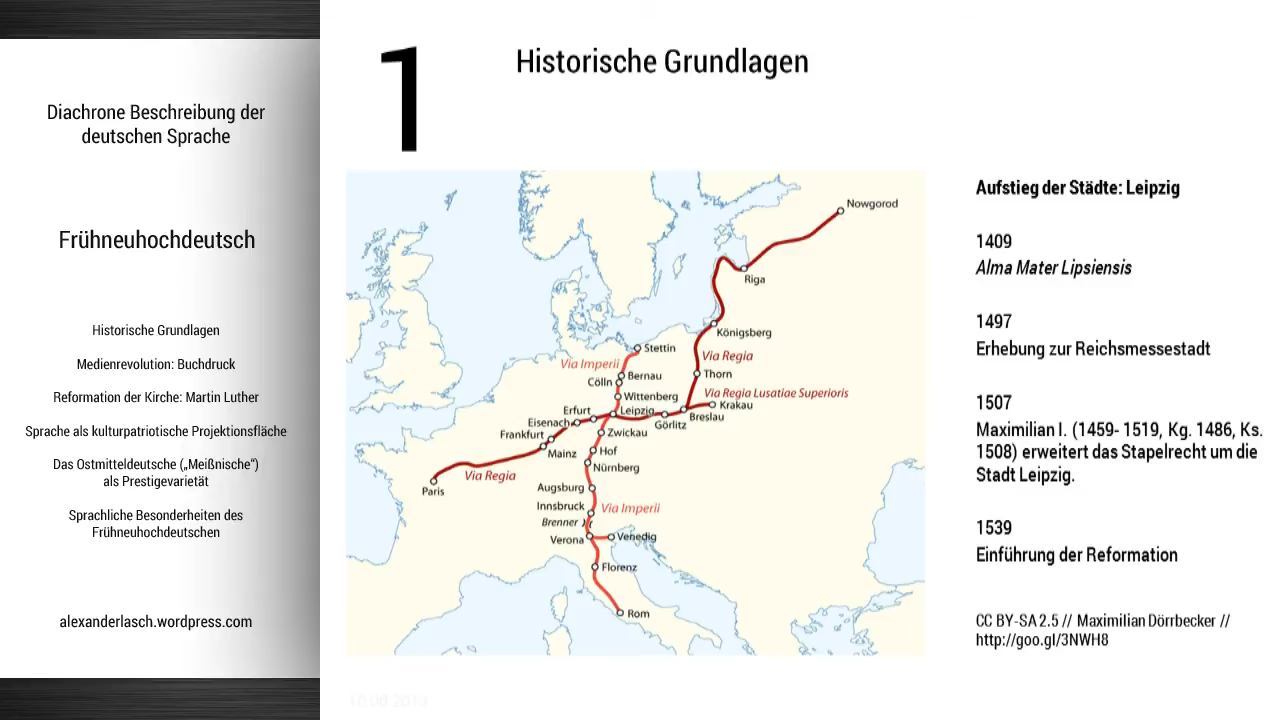 Diachrone Beschreibung der
deutschen Sprache
Frühneuhochdeutsch
Historische Grundlagen
Medienrevolution: Buchdruck
Reformation der Kirche: Martin Luther
Sprache als kulturpatriotische Projektionsfläche
Das Ostmitteldeutsche („Meißnische“)
als Prestigevarietät
Sprachliche Besonderheiten des
Frühneuhochdeutschen
alexanderlasch.wordpress.com
1
Historische Grundlagen
Nowgorod
Riga
Königsberg
Stettin
Via Regia
Via Imperii
Bernau
Thorn
Cölln
Via Regia Lusatiae Superioris
Wittenberg
Krakau
Erfurt
Leipzig
Breslau
Eisenach
Görlitz
Frankfurt
Zwickau
Hof
Mainz
Nürnberg
Via Regia
Paris
Augsburg
Innsbruck
Via Imperii
Brenner
Verona
Venedig
Florenz
Rom
Aufstieg der Städte: Leipzig
1409
Alma Mater Lipsiensis
1497
Erhebung zur Reichsmessestadt
1507
Maximilian I. (1459- 1519, Kg. 1486, Ks.
1508) erweitert das Stapelrecht um die
Stadt Leipzig.
1539
Einführung der Reformation
CC BY-SA 2.5 // Maximilian Dörrbecker //
http://goo.gl/3NWH8